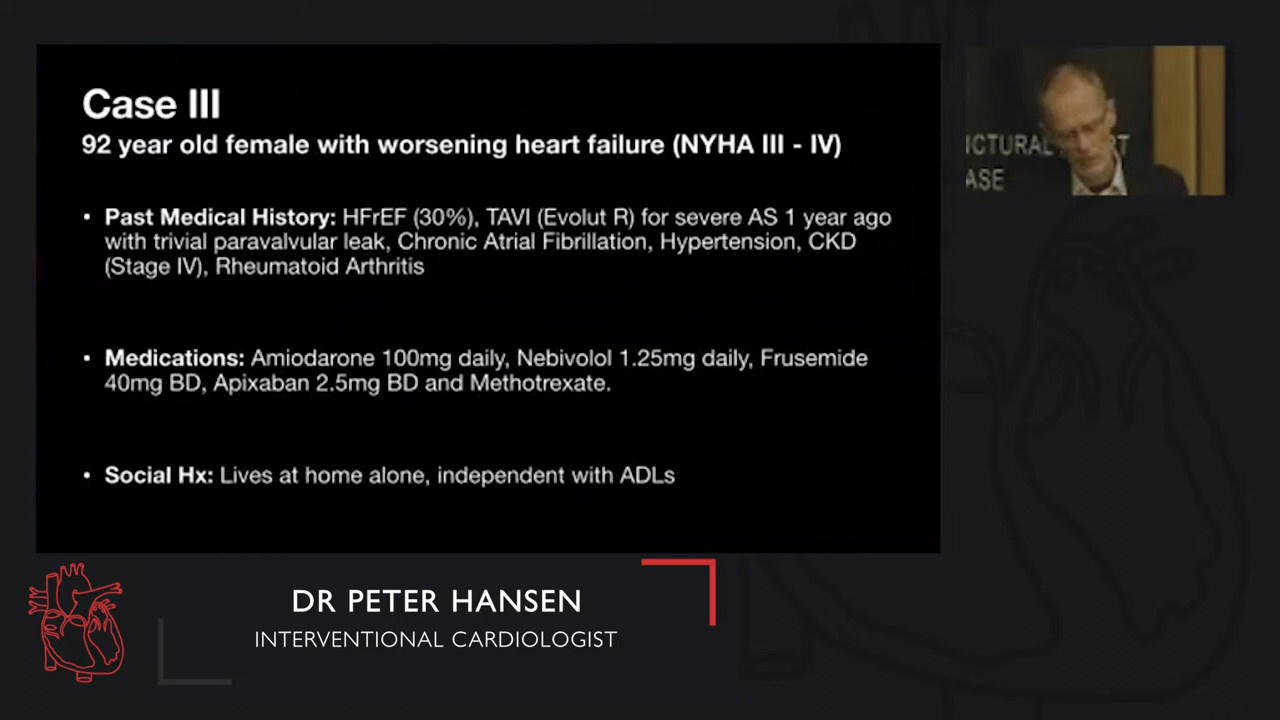 Case III
92 year old female with worsening heart failure (NYHA III - IV)
• Past Medical History: HFrEF (30%), TAVI (Evolut R) for severe AS 1 year ago
with trivial paravalvular leak, Chronic Atrial Fibrillation, Hypertension, CKD
(Stage IV), Rheumatoid Arthritis
• Medications: Amiodarone 100mg daily, Nebivolol 1.25mg daily, Frusemide
40mg BD, Apixaban 2.5mg BD and Methotrexate.
• Social Hx: Lives at home alone, independent with ADLs
DR PETER HANSEN
INTERVENTIONAL CARDIOLOGIST